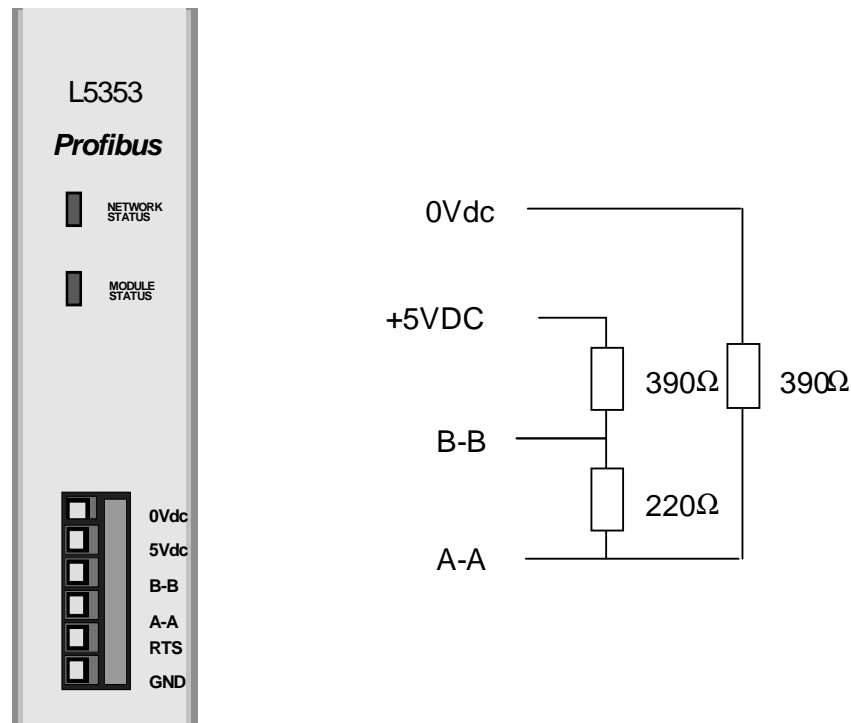 L5353
Profibus
NETWORK
STATUS
MODULE
STATUS
0Vdc
5Vdc
B-B
A-A
RTS
GND
0Vdc
+5VDC
390Ω
390Ω
B-B
220Ω
A-A